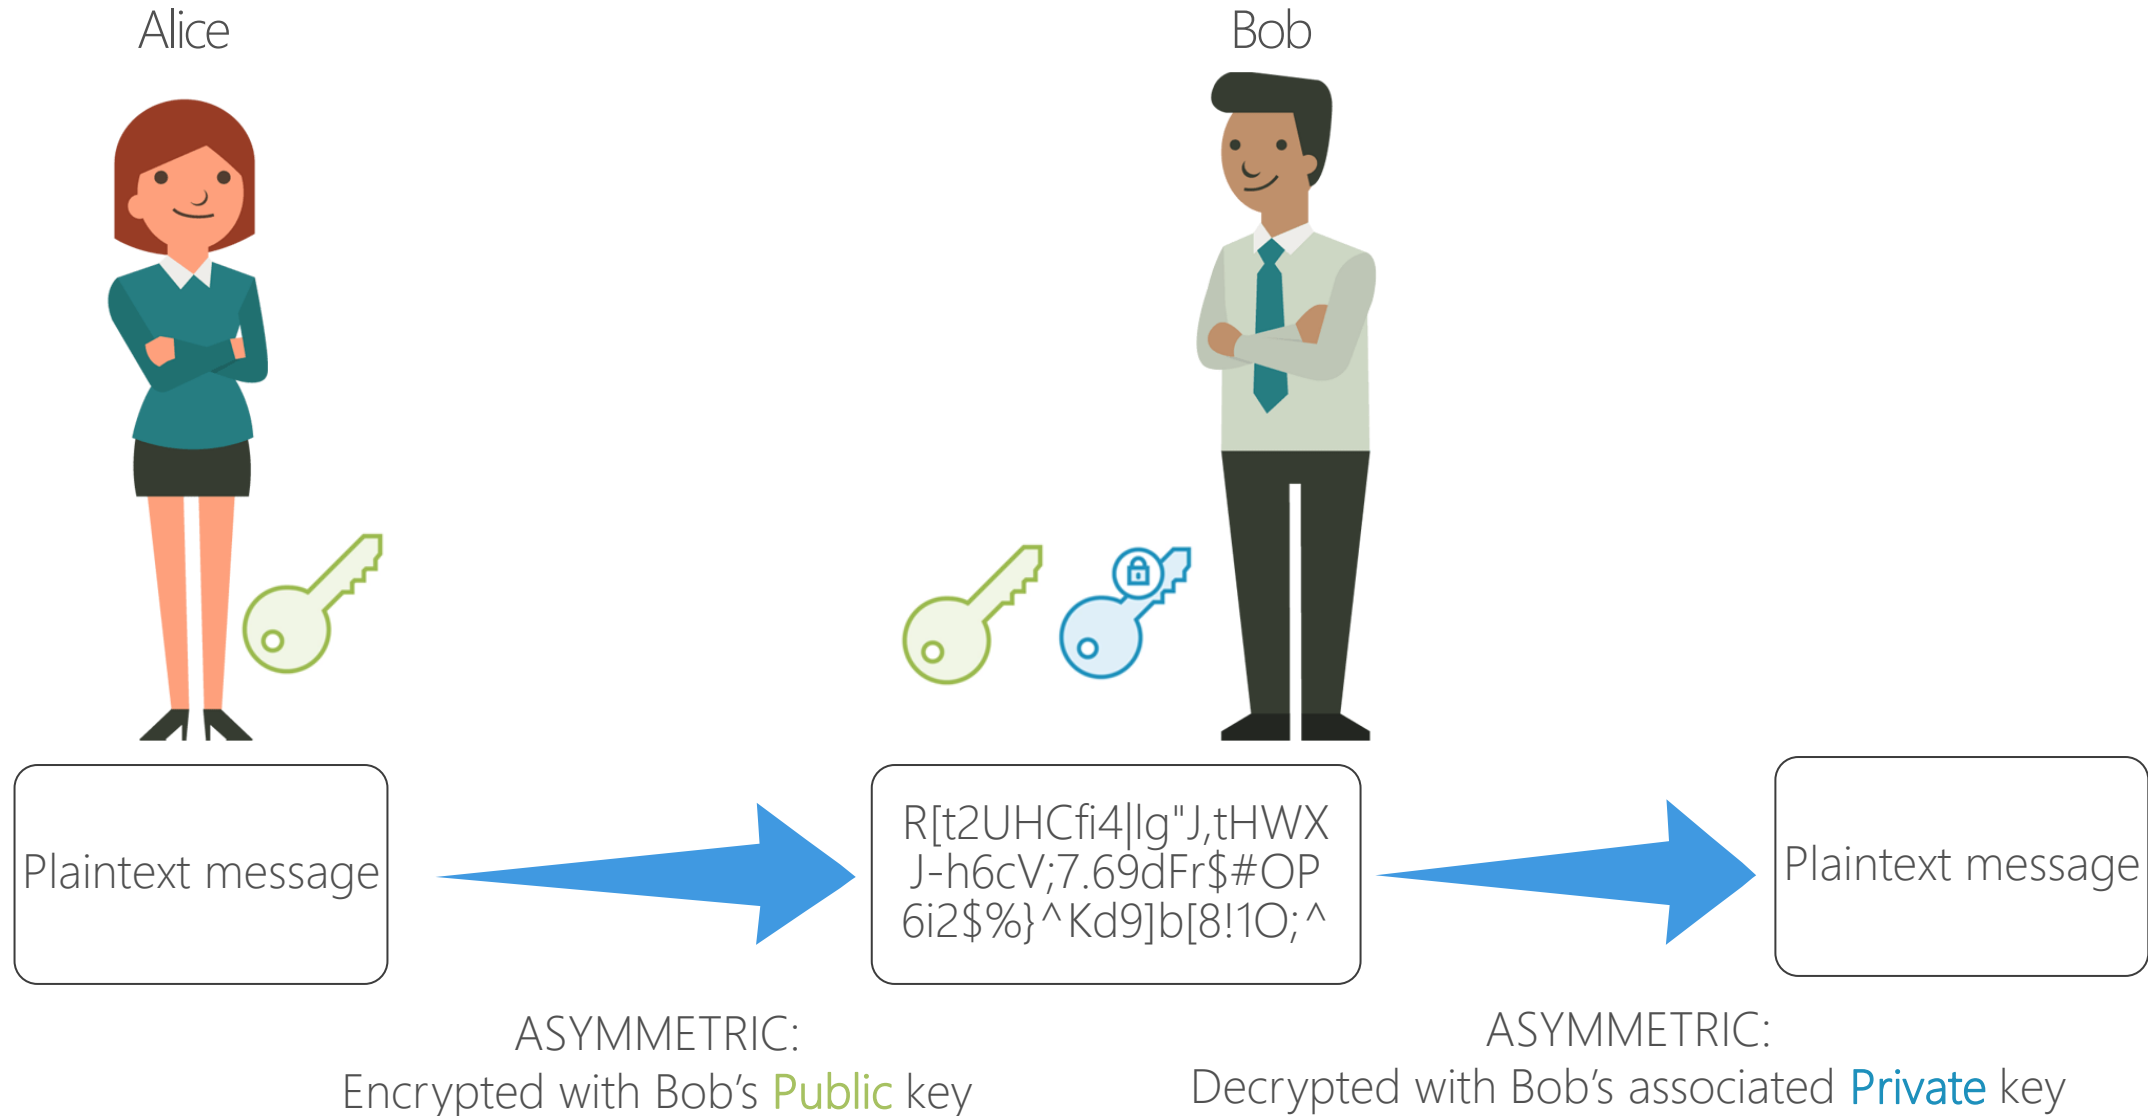 Alice
Bob
Plaintext message
R[t2UHCfi4|lg"J,tHWX
J-h6cV;7.69dFr$#OP
6i2$%}^Kd9]b[8!1O;^
Plaintext message
ASYMMETRIC:
Encrypted with Bob’s Public key
ASYMMETRIC:
Decrypted with Bob’s associated Private key